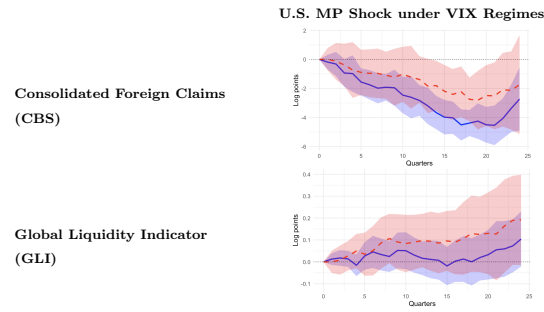 U.S. MP Shock under VIX Regimes
Consolidated Foreign Claims
(CBS)
Log points
2
0
-2
-4
-6
0 5 10 15 20 25
Quarters
Global Liquidity Indicator
(GLI)
Log points
0.4
0.3
0.2
0.1
0.0
-0.1
0 5 10 15 20 25
Quarters